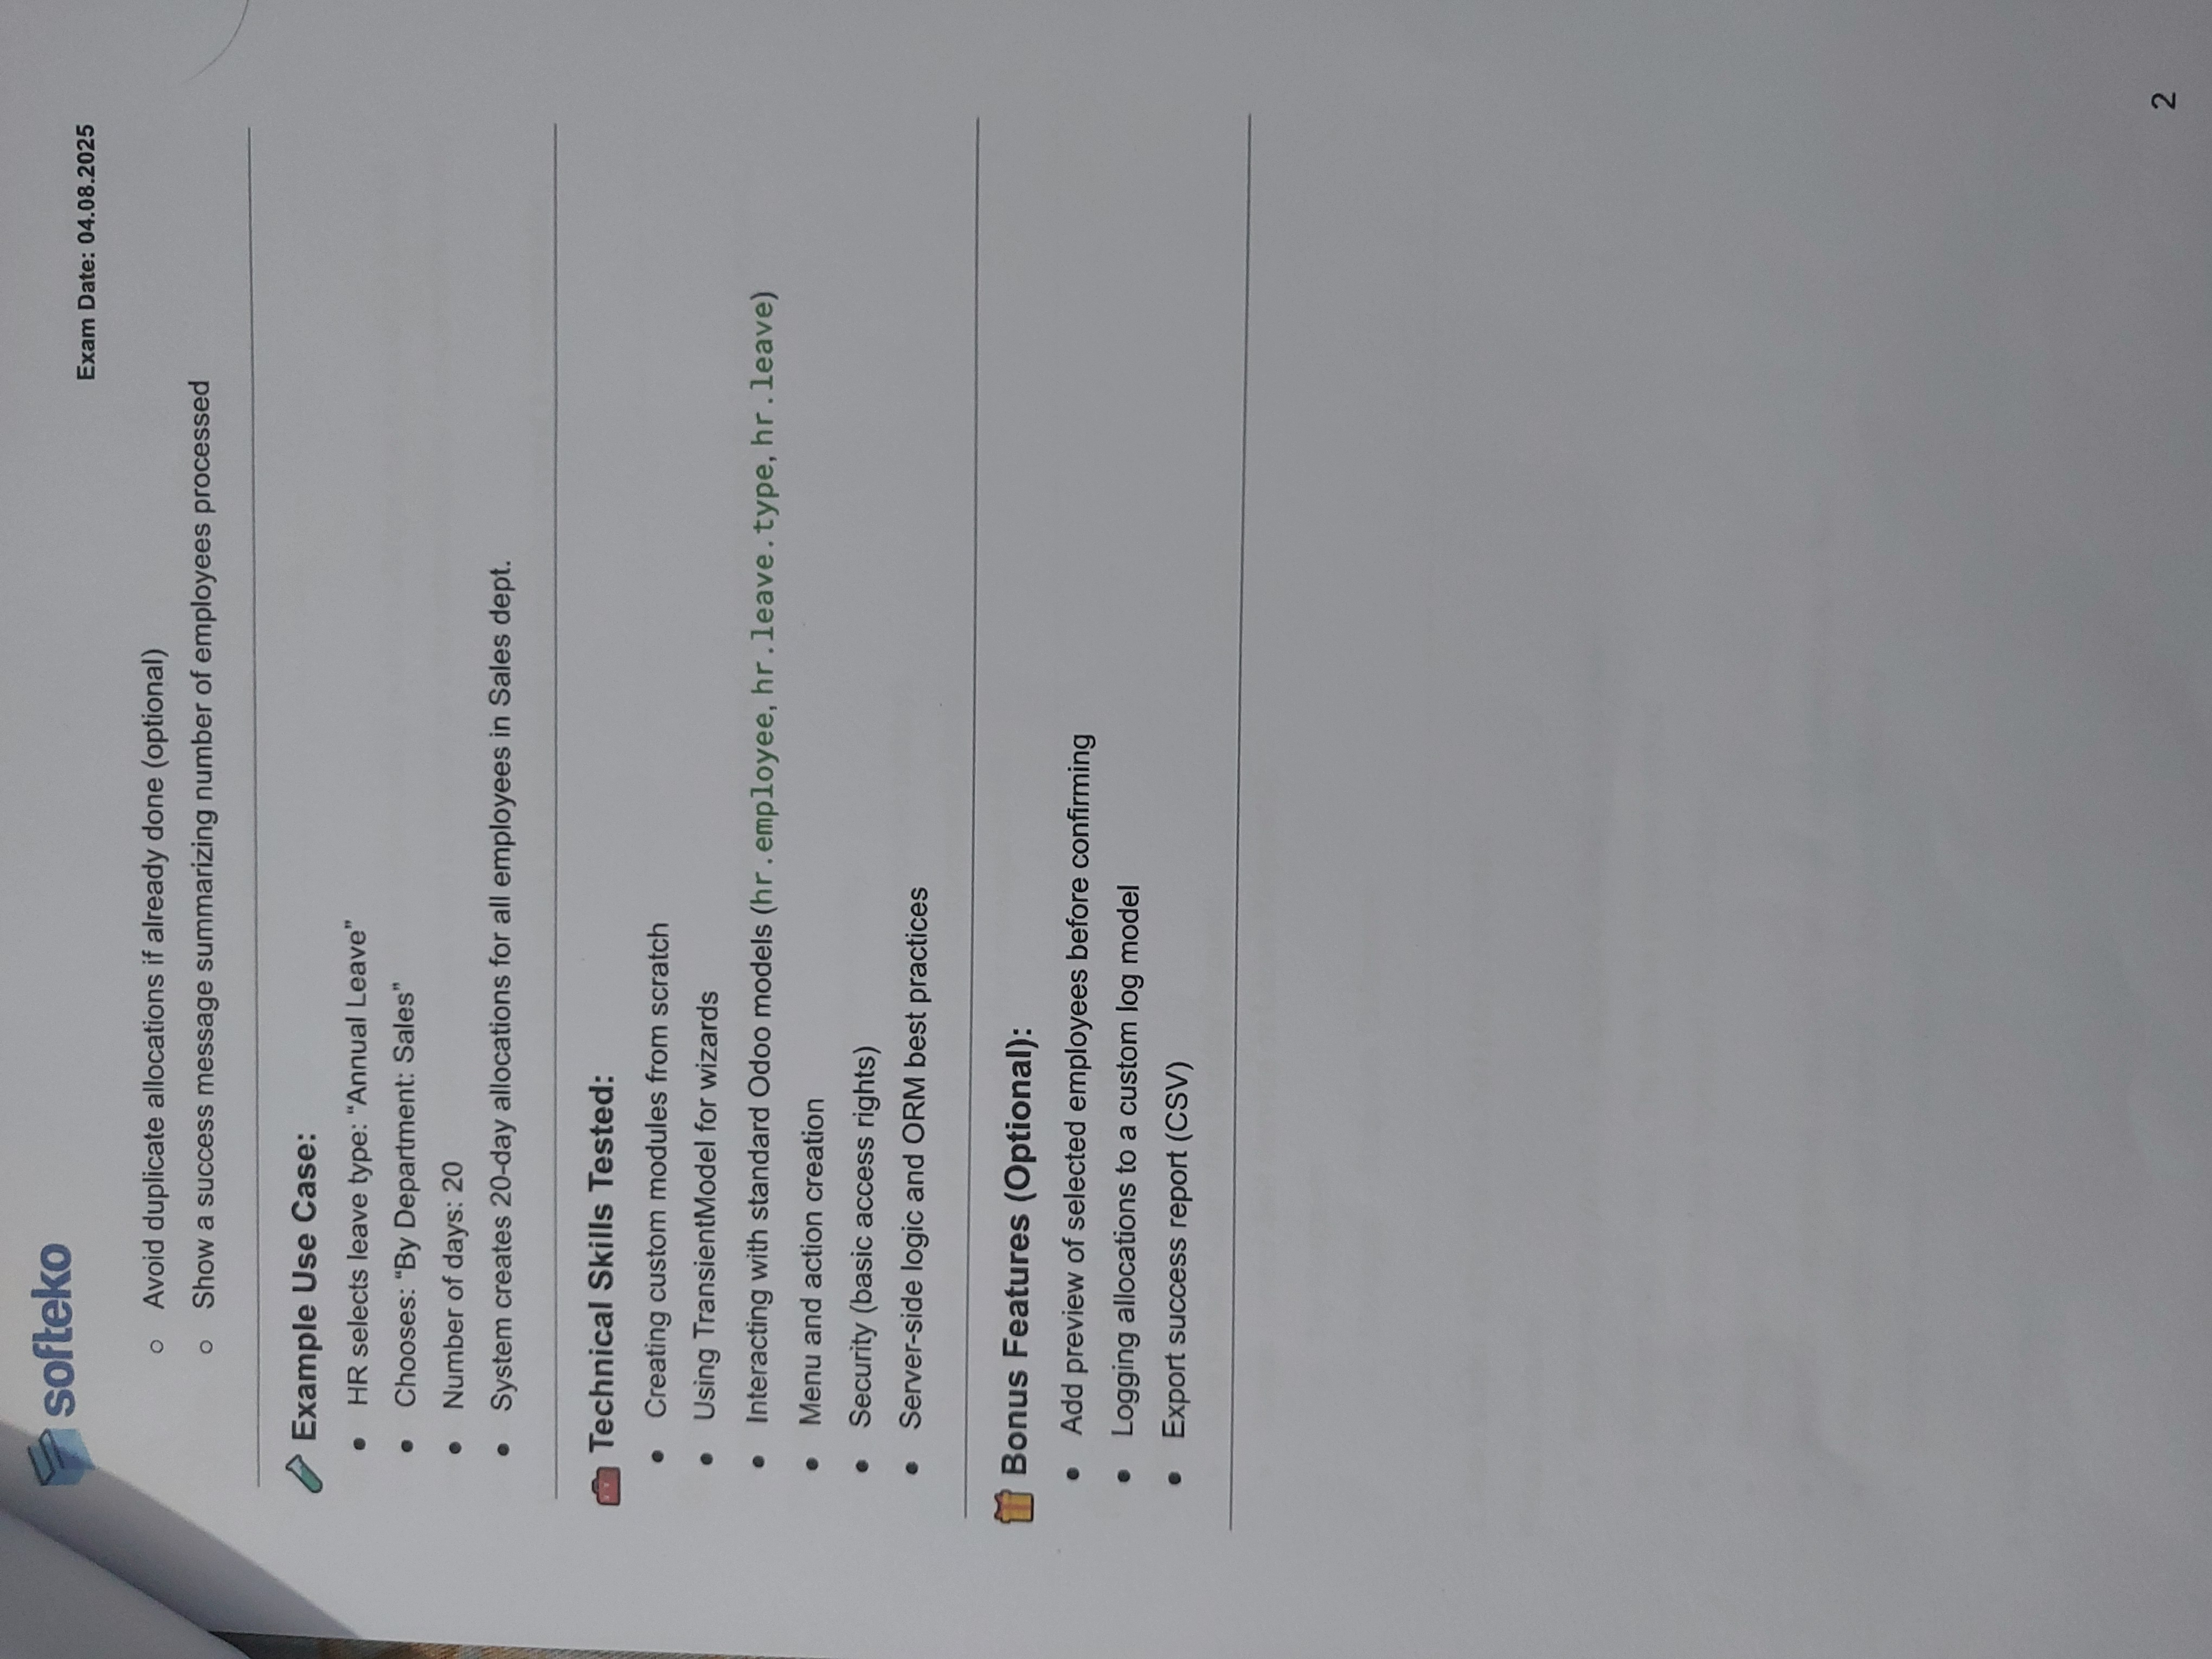 softeko
Exam Date: 04.08.2025
○ Avoid duplicate allocations if already done (optional)
○ Show a success message summarizing number of employees processed
Example Use Case:
● HR selects leave type: “Annual Leave”
● Chooses: “By Department: Sales”
● Number of days: 20
● System creates 20-day allocations for all employees in Sales dept.
Technical Skills Tested:
● Creating custom modules from scratch
● Using TransientModel for wizards
● Interacting with standard Odoo models (hr.employee, hr.leave.type, hr.leave)
● Menu and action creation
● Security (basic access rights)
● Server-side logic and ORM best practices
Bonus Features (Optional):
● Add preview of selected employees before confirming
● Logging allocations to a custom log model
● Export success report (CSV)
2